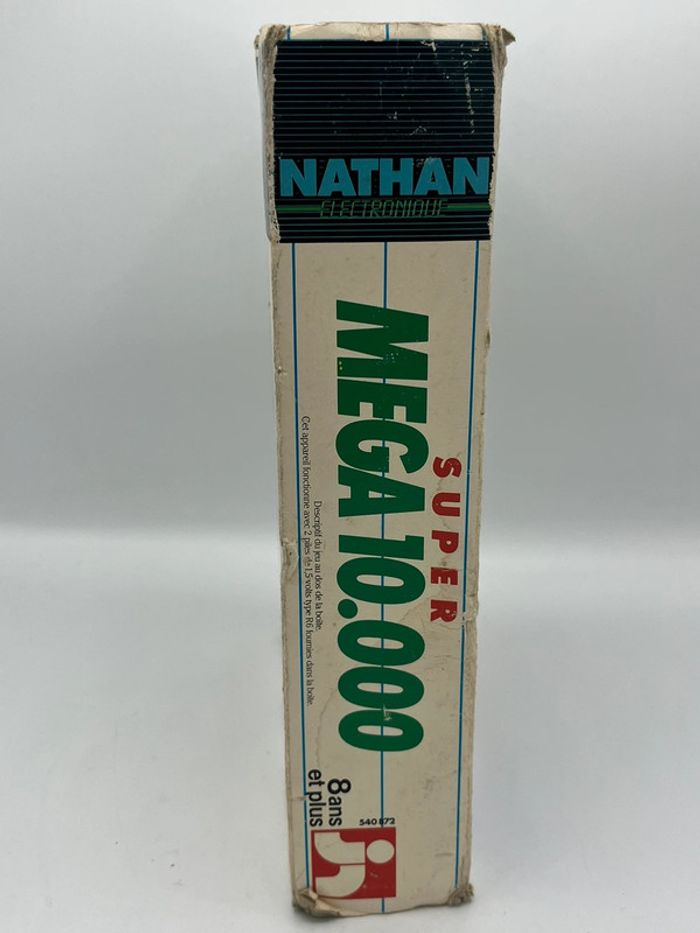 NATHAN
ELECTRONIQUE
SUPER
MEGA 10.000
Descriptif du jeu au dos de la boîte.
Cet appareil fonctionne avec 2 piles de 1,5 volts type R6 fournies dans la boîte.
8 ans
et plus
540 872